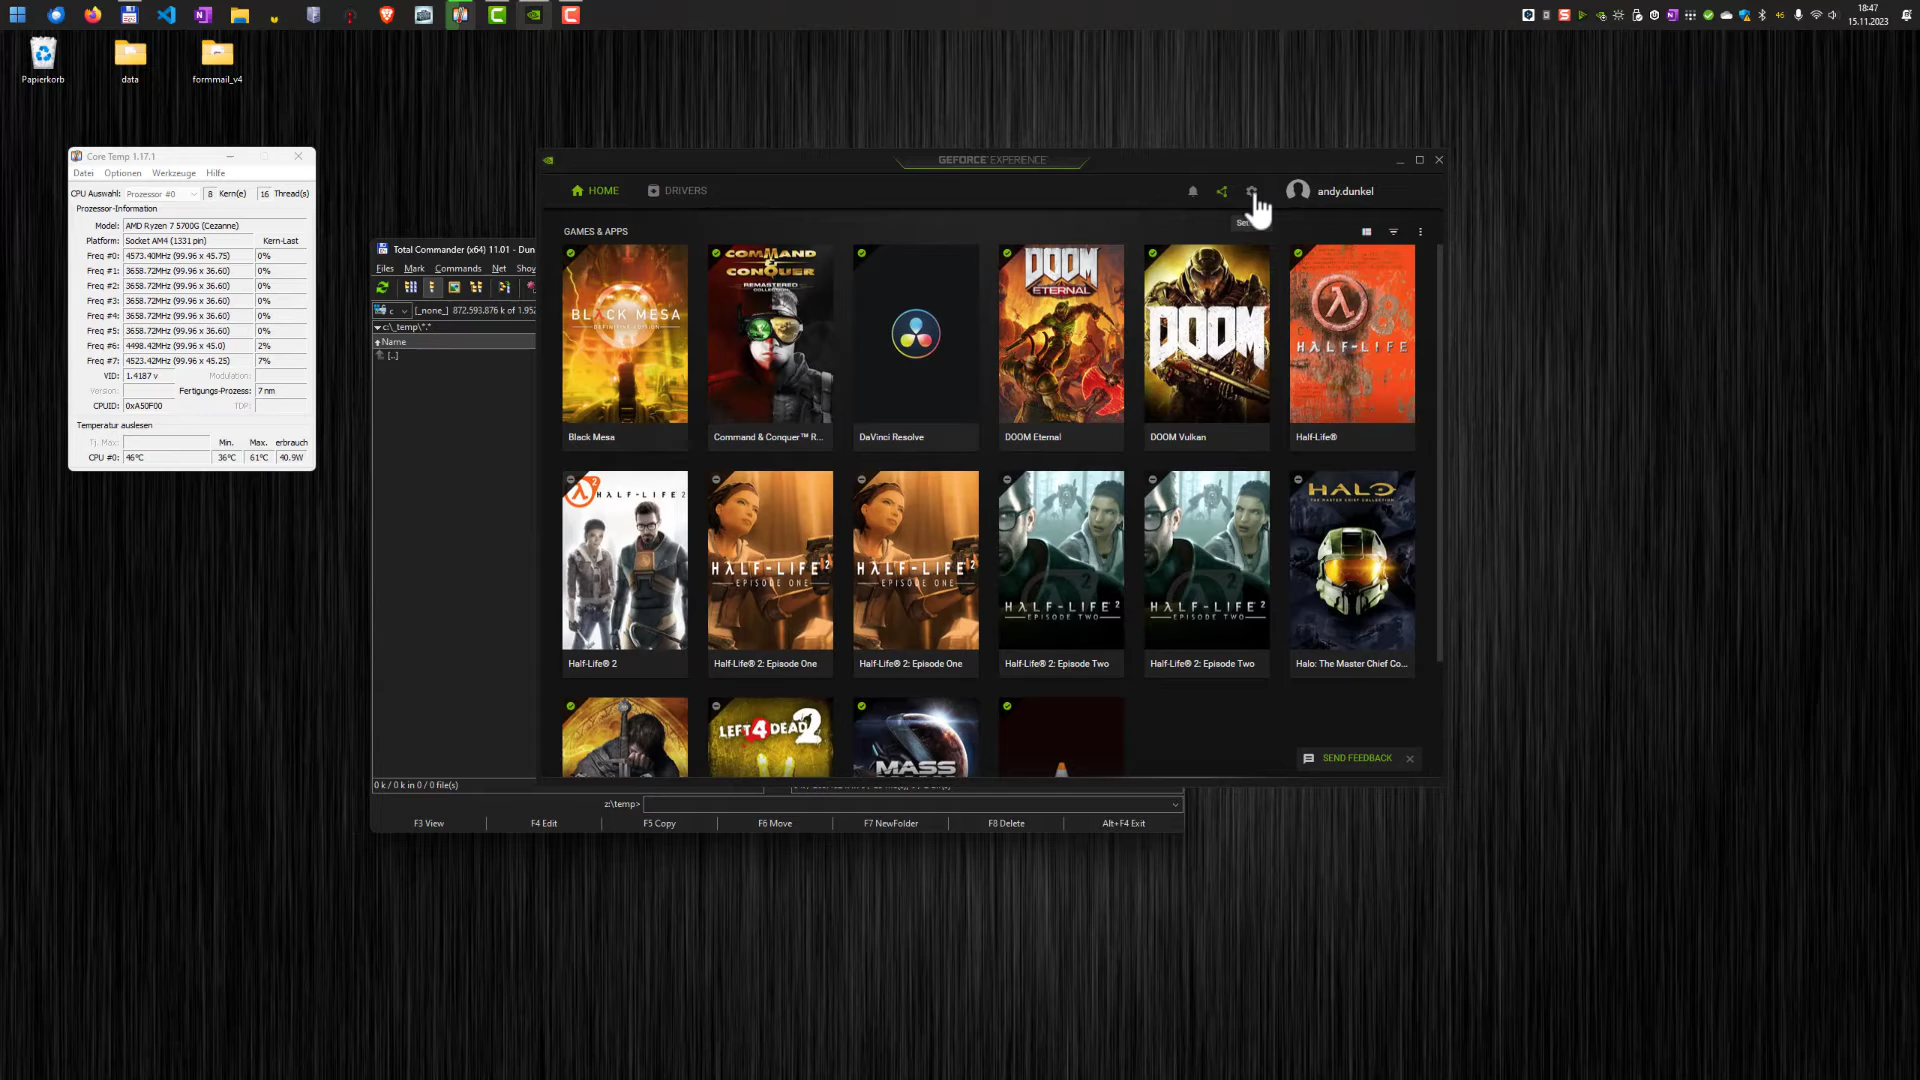 18:47
15.11.2023
46
Papierkorb
data
formmail_v4
Core Temp 1.17.1
Datei Optionen Werkzeuge Hilfe
CPU Auswahl: Prozessor #0 8 Kern(e) 16 Thread(s)
Prozessor-Information
Model: AMD Ryzen 7 5700G (Cezanne)
Platform: Socket AM4 (1331 pin) Kern-Last
Freq #0: 4573.40MHz (99.96 x 45.75) 0%
Freq #1: 3658.72MHz (99.96 x 36.60) 0%
Freq #2: 3658.72MHz (99.96 x 36.60) 0%
Freq #3: 3658.72MHz (99.96 x 36.60) 0%
Freq #4: 3658.72MHz (99.96 x 36.60) 0%
Freq #5: 3658.72MHz (99.96 x 36.60) 0%
Freq #6: 4498.42MHz (99.96 x 45.0) 2%
Freq #7: 4523.42MHz (99.96 x 45.25) 7%
VID: 1.4187 v Modulation:
Version: Fertigungs-Prozess: 7 nm
CPUID: 0xA50F00 TDP:
Temperatur auslesen
Tj. Max: Min. Max. erbrauch
CPU #0: 46°C 36°C 61°C 40.9W
Total Commander (x64) 11.01 - Dun
Files Mark Commands Net Show
c [_none_] 872.593.876 k of 1.952
c:\_temp\*.*
Name
[..]
0 k / 0 k in 0 / 0 file(s)
z:\temp>
F3 View F4 Edit F5 Copy F6 Move F7 NewFolder F8 Delete Alt+F4 Exit
GEFORCE EXPERIENCE
HOME DRIVERS andy.dunkel
GAMES & APPS
BLACK MESA
DEFINITIVE EDITION
COMMAND & CONQUER
REMASTERED
COLLECTION
DOOM
ETERNAL
DOOM
HALF-LIFE
Black Mesa
Command & Conquer™ R...
DaVinci Resolve
DOOM Eternal
DOOM Vulkan
Half-Life®
HALF-LIFE 2
HALF-LIFE 2
EPISODE ONE
HALF-LIFE 2
EPISODE ONE
HALF-LIFE 2
EPISODE TWO
HALF-LIFE 2
EPISODE TWO
HALO
THE MASTER CHIEF COLLECTION
Half-Life® 2
Half-Life® 2: Episode One
Half-Life® 2: Episode One
Half-Life® 2: Episode Two
Half-Life® 2: Episode Two
Halo: The Master Chief Co...
LEFT 4 DEAD 2
MASS
SEND FEEDBACK